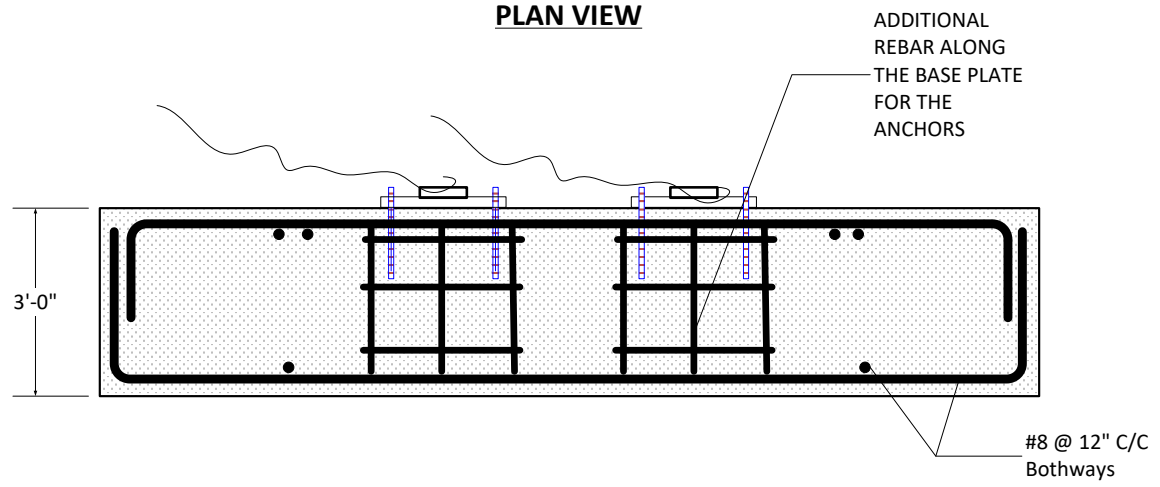 PLAN VIEW
ADDITIONAL
REBAR ALONG
THE BASE PLATE
FOR THE
ANCHORS
3'-0"
#8 @ 12" C/C
Bothways